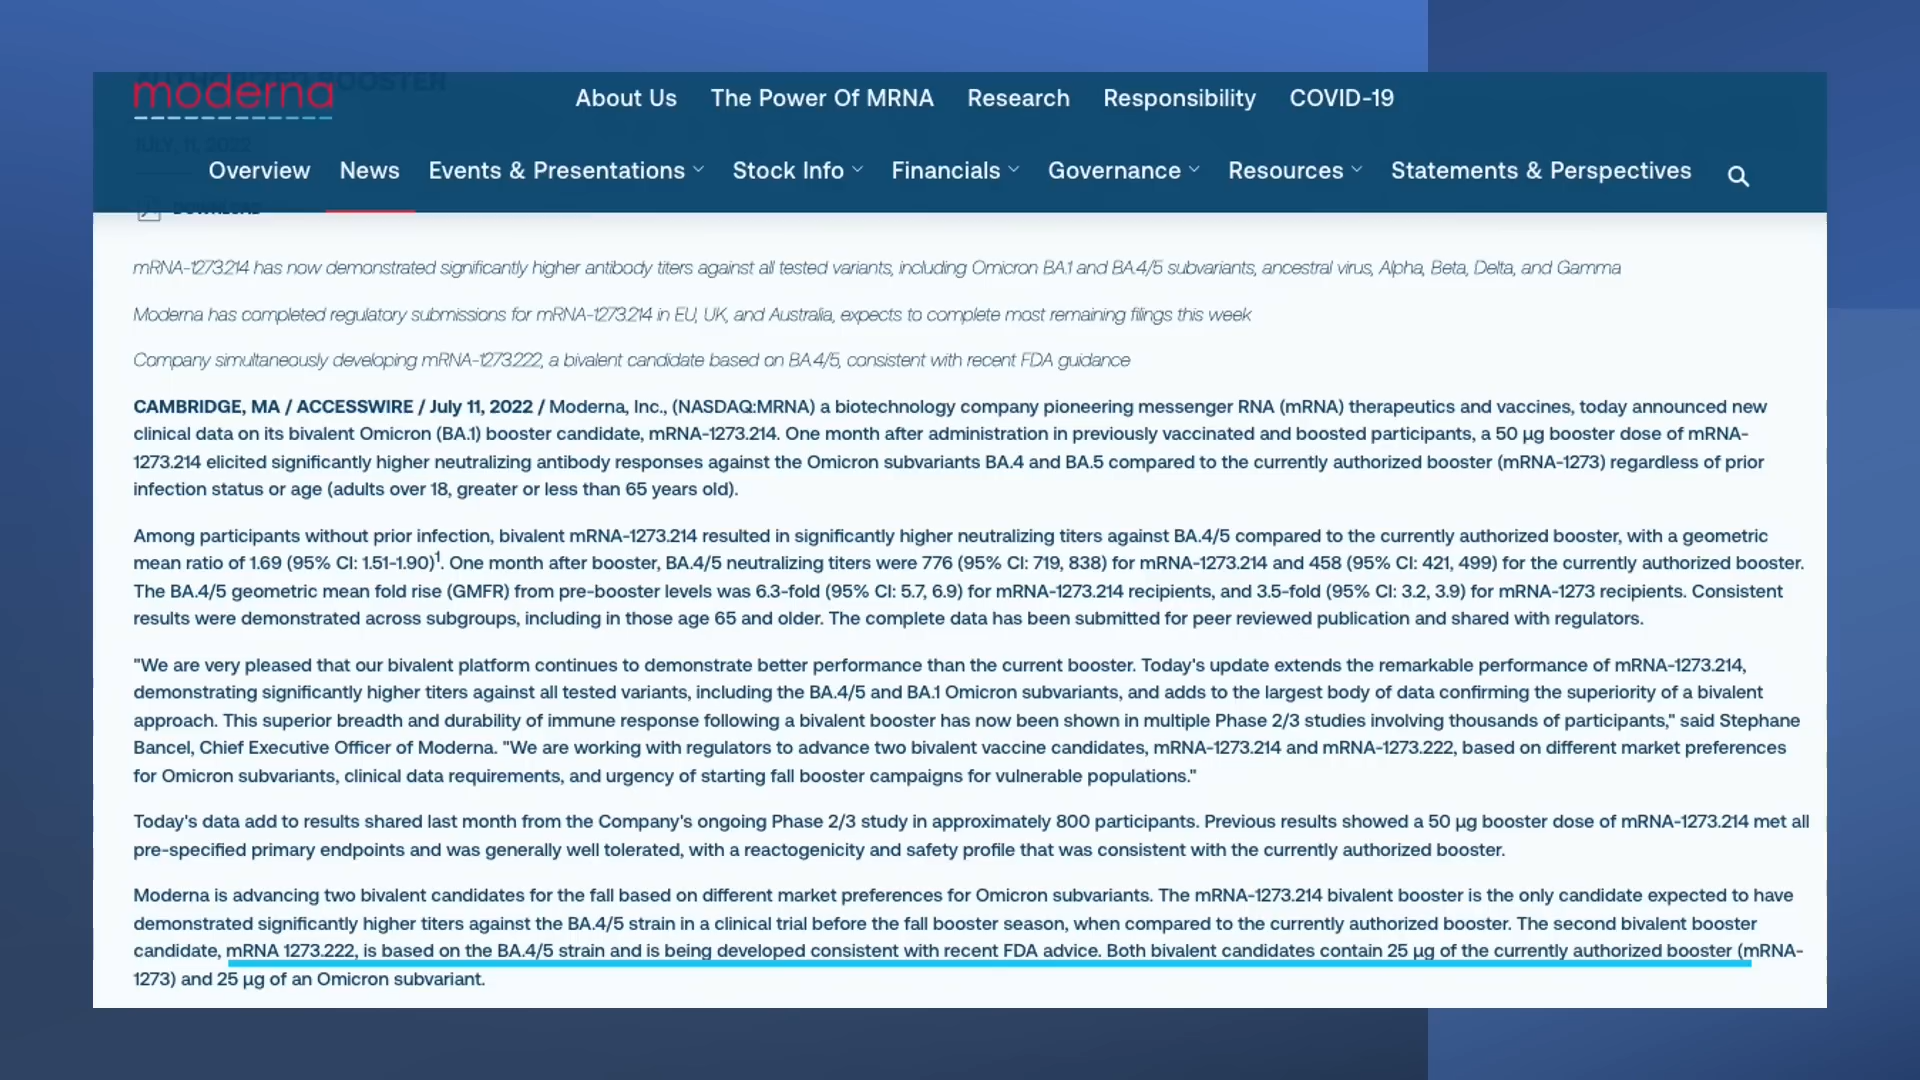 moderna
About Us The Power Of MRNA Research Responsibility COVID-19
JULY, 11, 2022
Overview News Events & Presentations Stock Info Financials Governance Resources Statements & Perspectives
DOWNLOAD
mRNA-1273.214 has now demonstrated significantly higher antibody titers against all tested variants, including Omicron BA.1 and BA.4/5 subvariants, ancestral virus, Alpha, Beta, Delta, and Gamma
Moderna has completed regulatory submissions for mRNA-1273.214 in EU, UK, and Australia, expects to complete most remaining filings this week
Company simultaneously developing mRNA-1273.222, a bivalent candidate based on BA.4/5, consistent with recent FDA guidance
CAMBRIDGE, MA / ACCESSWIRE / July 11, 2022 / Moderna, Inc., (NASDAQ:MRNA) a biotechnology company pioneering messenger RNA (mRNA) therapeutics and vaccines, today announced new
clinical data on its bivalent Omicron (BA.1) booster candidate, mRNA-1273.214. One month after administration in previously vaccinated and boosted participants, a 50 µg booster dose of mRNA-
1273.214 elicited significantly higher neutralizing antibody responses against the Omicron subvariants BA.4 and BA.5 compared to the currently authorized booster (mRNA-1273) regardless of prior
infection status or age (adults over 18, greater or less than 65 years old).
Among participants without prior infection, bivalent mRNA-1273.214 resulted in significantly higher neutralizing titers against BA.4/5 compared to the currently authorized booster, with a geometric
mean ratio of 1.69 (95% CI: 1.51-1.90)1. One month after booster, BA.4/5 neutralizing titers were 776 (95% CI: 719, 838) for mRNA-1273.214 and 458 (95% CI: 421, 499) for the currently authorized booster.
The BA.4/5 geometric mean fold rise (GMFR) from pre-booster levels was 6.3-fold (95% CI: 5.7, 6.9) for mRNA-1273.214 recipients, and 3.5-fold (95% CI: 3.2, 3.9) for mRNA-1273 recipients. Consistent
results were demonstrated across subgroups, including in those age 65 and older. The complete data has been submitted for peer reviewed publication and shared with regulators.
"We are very pleased that our bivalent platform continues to demonstrate better performance than the current booster. Today's update extends the remarkable performance of mRNA-1273.214,
demonstrating significantly higher titers against all tested variants, including the BA.4/5 and BA.1 Omicron subvariants, and adds to the largest body of data confirming the superiority of a bivalent
approach. This superior breadth and durability of immune response following a bivalent booster has now been shown in multiple Phase 2/3 studies involving thousands of participants," said Stephane
Bancel, Chief Executive Officer of Moderna. "We are working with regulators to advance two bivalent vaccine candidates, mRNA-1273.214 and mRNA-1273.222, based on different market preferences
for Omicron subvariants, clinical data requirements, and urgency of starting fall booster campaigns for vulnerable populations."
Today's data add to results shared last month from the Company's ongoing Phase 2/3 study in approximately 800 participants. Previous results showed a 50 µg booster dose of mRNA-1273.214 met all
pre-specified primary endpoints and was generally well tolerated, with a reactogenicity and safety profile that was consistent with the currently authorized booster.
Moderna is advancing two bivalent candidates for the fall based on different market preferences for Omicron subvariants. The mRNA-1273.214 bivalent booster is the only candidate expected to have
demonstrated significantly higher titers against the BA.4/5 strain in a clinical trial before the fall booster season, when compared to the currently authorized booster. The second bivalent booster
candidate, mRNA 1273.222, is based on the BA.4/5 strain and is being developed consistent with recent FDA advice. Both bivalent candidates contain 25 µg of the currently authorized booster (mRNA-
1273) and 25 µg of an Omicron subvariant.